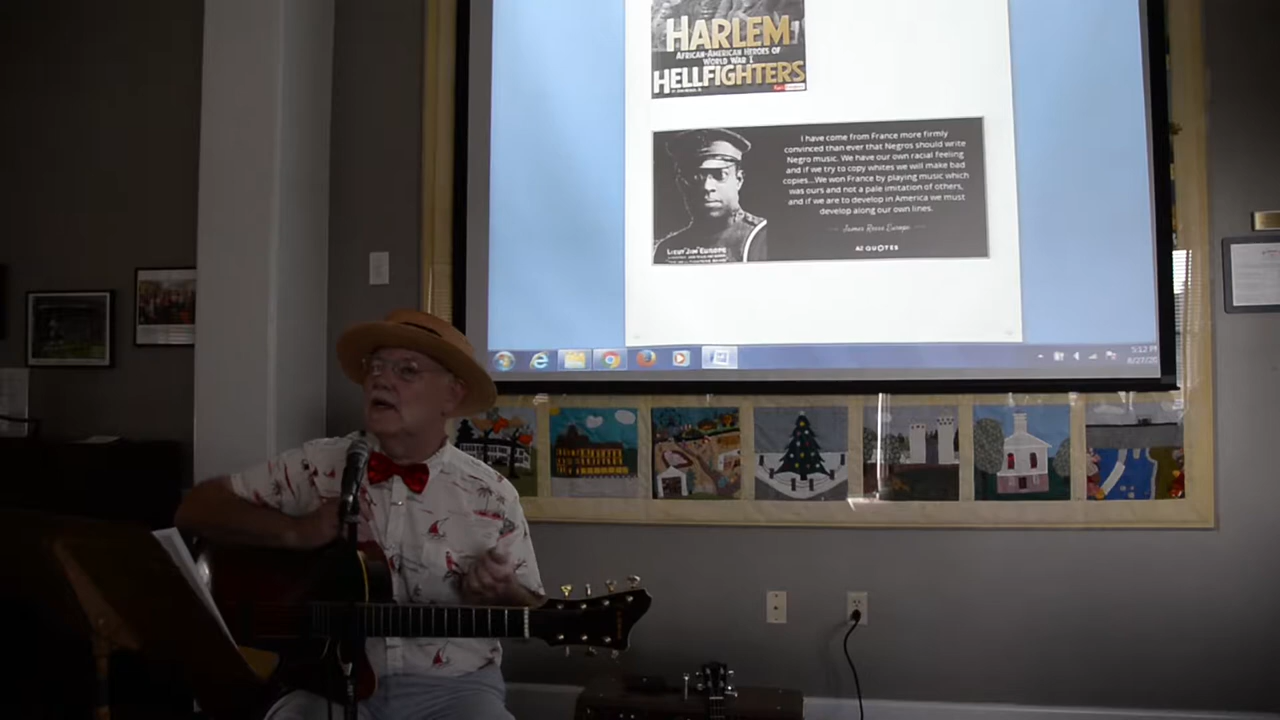 HARLEM
AFRICAN-AMERICAN HEROES OF
WORLD WAR I
HELLFIGHTERS
I have come from France more firmly
convinced than ever that Negros should write
Negro music. We have our own racial feeling
and if we try to copy whites we will make bad
copies...We won France by playing music which
was ours and not a pale imitation of others,
and if we are to develop in America we must
develop along our own lines.
James Reese Europe
AZ QUOTES
LIEUT "JIM" EUROPE
5:12 PM